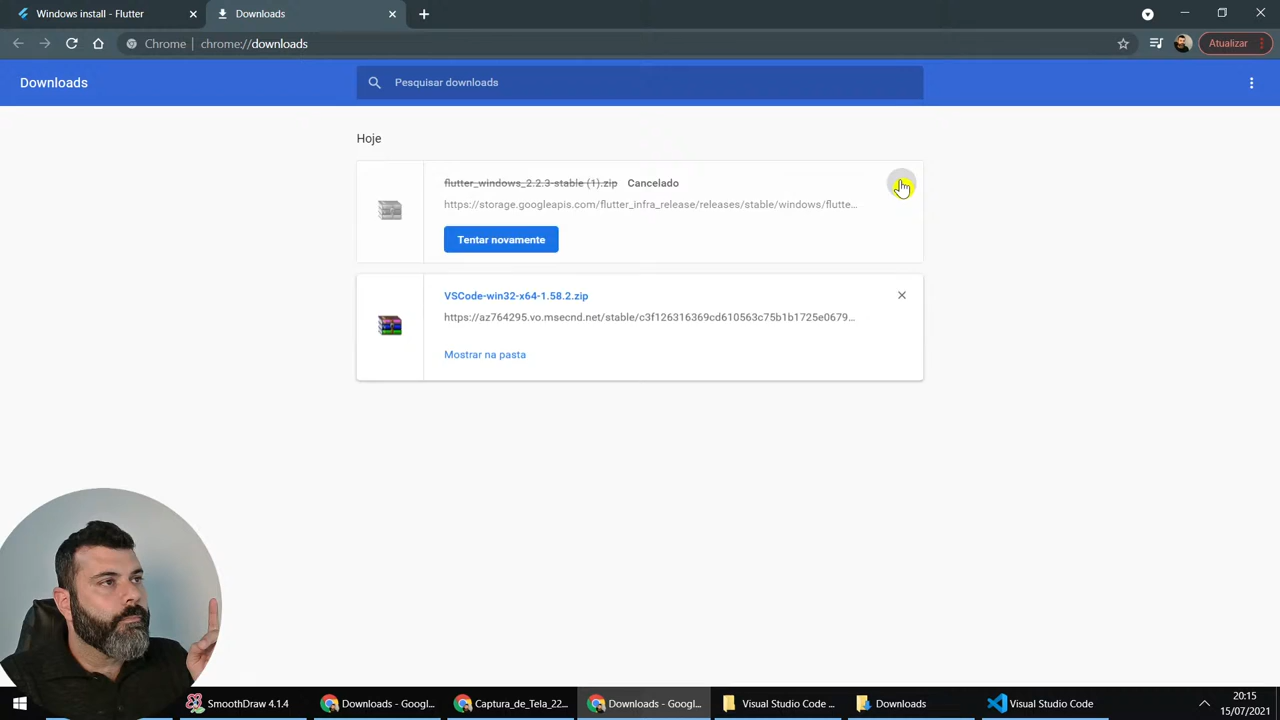 Windows install - Flutter
Downloads
Chrome | chrome://downloads
Atualizar
Downloads
Pesquisar downloads
Hoje
flutter_windows_2.2.3-stable (1).zip Cancelado
https://storage.googleapis.com/flutter_infra_release/releases/stable/windows/flutte...
Tentar novamente
VSCode-win32-x64-1.58.2.zip
https://az764295.vo.msecnd.net/stable/c3f126316369cd610563c75b1b1725e0679...
Mostrar na pasta
SmoothDraw 4.1.4
Downloads - Googl...
Captura_de_Tela_22...
Downloads - Googl...
Visual Studio Code ...
Downloads
Visual Studio Code
20:15
15/07/2021